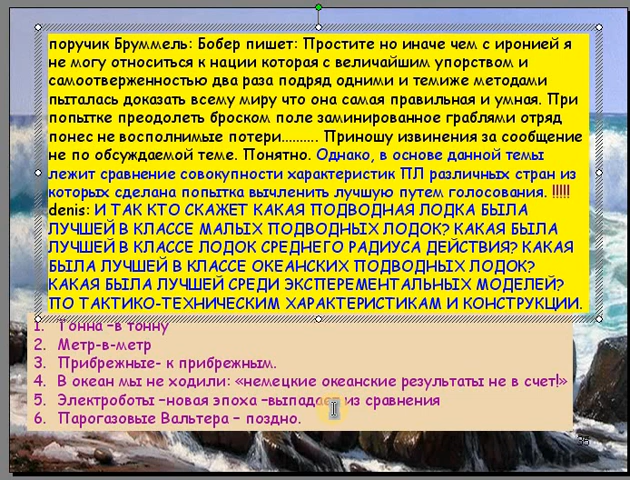 поручик Бруммель: Бобер пишет: Простите но иначе чем с иронией я
не могу относиться к нации которая с величайшим упорством и
самоотверженностью два раза подряд одними и темиже методами
пыталась доказать всему миру что она самая правильная и умная. При
попытке преодолеть броском поле заминированное граблями отряд
понес не восполнимые потери.......... Приношу извинения за сообщение
не по обсуждаемой теме. Понятно. Однако, в основе данной темы
лежит сравнение совокупности характеристик ПЛ различных стран из
которых сделана попытка вычленить лучшую путем голосования. !!!!!
denis: И ТАК КТО СКАЖЕТ КАКАЯ ПОДВОДНАЯ ЛОДКА БЫЛА
ЛУЧШЕЙ В КЛАССЕ МАЛЫХ ПОДВОДНЫХ ЛОДОК? КАКАЯ БЫЛА
ЛУЧШЕЙ В КЛАССЕ ЛОДОК СРЕДНЕГО РАДИУСА ДЕЙСТВИЯ? КАКАЯ
БЫЛА ЛУЧШЕЙ В КЛАССЕ ОКЕАНСКИХ ПОДВОДНЫХ ЛОДОК?
КАКАЯ БЫЛА ЛУЧШЕЙ СРЕДИ ЭКСПЕРЕМЕНТАЛЬНЫХ МОДЕЛЕЙ?
ПО ТАКТИКО-ТЕХНИЧЕСКИМ ХАРАКТЕРИСТИКАМ И КОНСТРУКЦИИ.
1. Тонна –в тонну
2. Метр-в-метр
3. Прибрежные- к прибрежным.
4. В океан мы не ходили: «немецкие океанские результаты не в счет!»
5. Электроботы –новая эпоха –выпадает из сравнения
6. Парогазовые Вальтера – поздно.